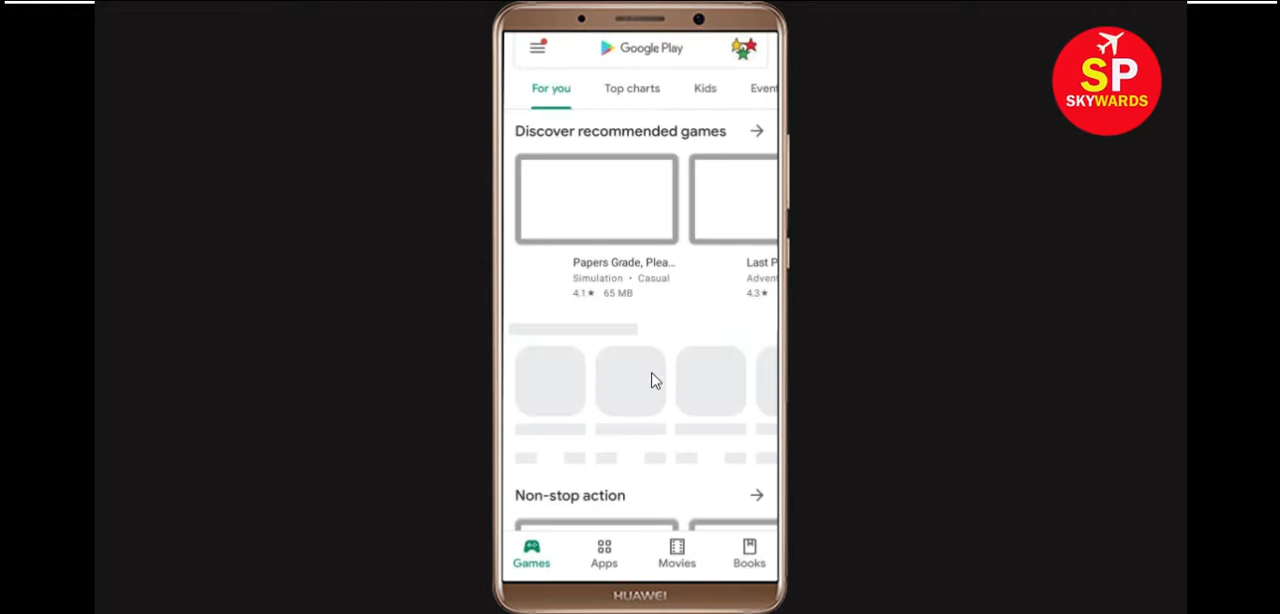 Google Play
SP
SKYWARDS
For you Top charts Kids Event
Discover recommended games
Papers Grade, Plea... Last P
Simulation • Casual Adven
4.1★ 65 MB 4.3★
Non-stop action
Games Apps Movies Books
HUAWEI